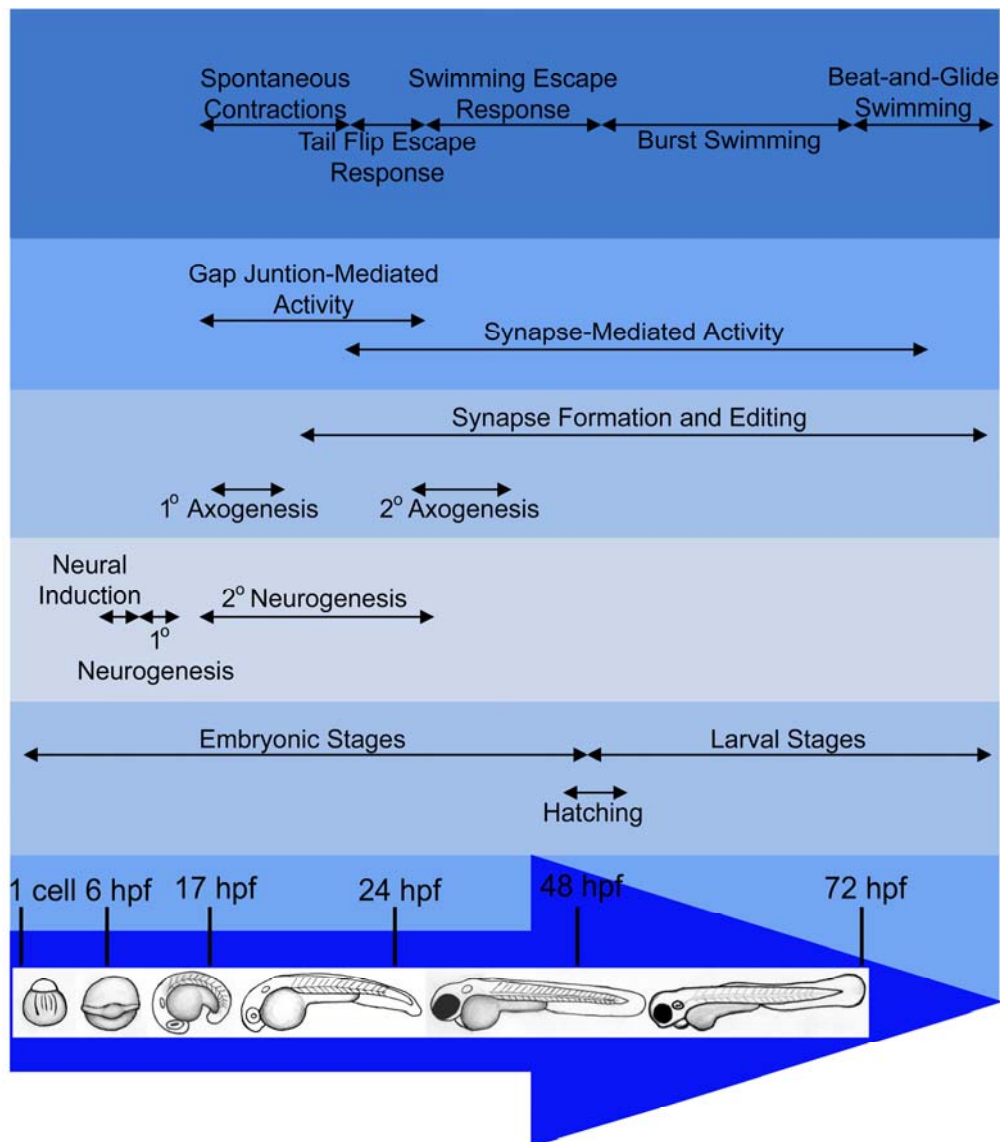 Spontaneous
Contractions
Tail Flip Escape
Response
Swimming Escape
Response
Burst Swimming
Beat-and-Glide
Swimming
Gap Juntion-Mediated
Activity
Synapse-Mediated Activity
Synapse Formation and Editing
1º Axogenesis
2º Axogenesis
Neural
Induction
1º
Neurogenesis
2º Neurogenesis
Embryonic Stages
Larval Stages
Hatching
1 cell
6 hpf
17 hpf
24 hpf
48 hpf
72 hpf